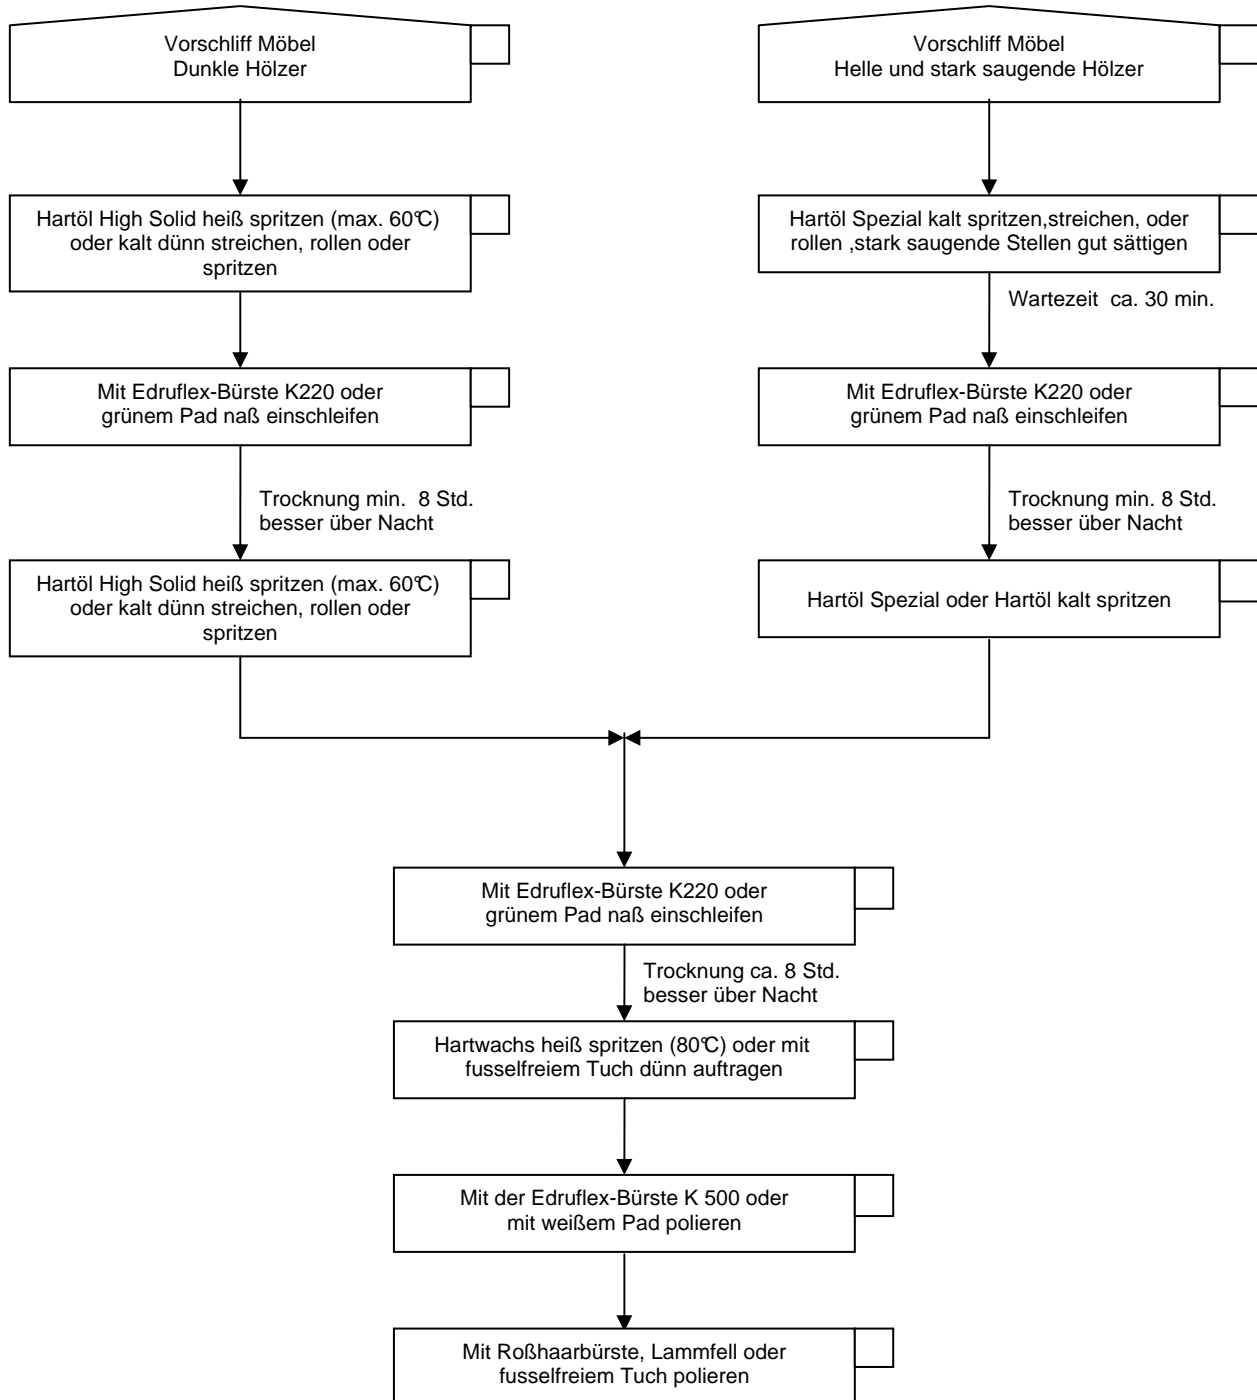 Vorschliff Möbel
Dunkle Hölzer
Vorschliff Möbel
Helle und stark saugende Hölzer
Hartöl High Solid heiß spritzen (max. 60°C)
oder kalt dünn streichen, rollen oder
spritzen
Hartöl Spezial kalt spritzen,streichen, oder
rollen ,stark saugende Stellen gut sättigen
Wartezeit ca. 30 min.
Mit Edruflex-Bürste K220 oder
grünem Pad naß einschleifen
Mit Edruflex-Bürste K220 oder
grünem Pad naß einschleifen
Trocknung min. 8 Std.
besser über Nacht
Trocknung min. 8 Std.
besser über Nacht
Hartöl High Solid heiß spritzen (max. 60°C)
oder kalt dünn streichen, rollen oder
spritzen
Hartöl Spezial oder Hartöl kalt spritzen
Mit Edruflex-Bürste K220 oder
grünem Pad naß einschleifen
Trocknung ca. 8 Std.
besser über Nacht
Hartwachs heiß spritzen (80°C) oder mit
fusselfreiem Tuch dünn auftragen
Mit der Edruflex-Bürste K 500 oder
mit weißem Pad polieren
Mit Roßhaarbürste, Lammfell oder
fusselfreiem Tuch polieren